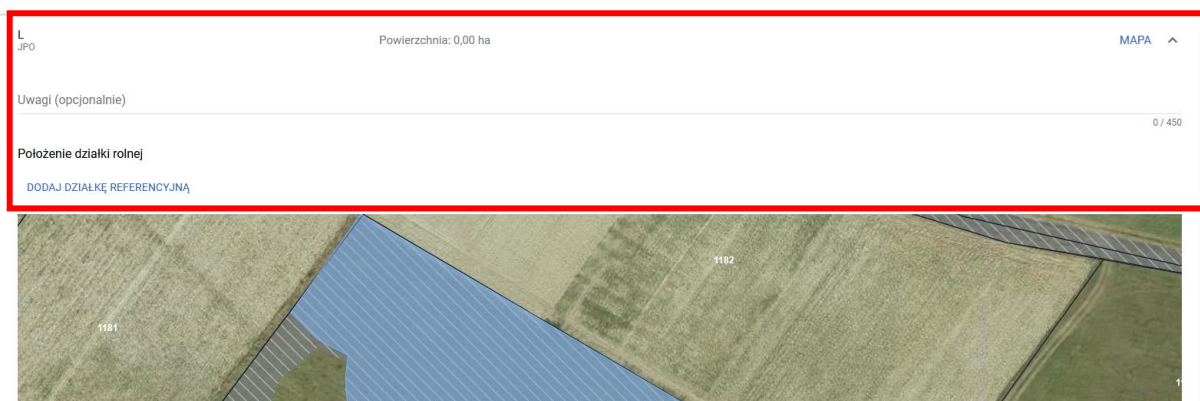 L
JPO
Powierzchnia: 0,00 ha
MAPA
Uwagi (opcjonalnie)
0 / 450
Położenie działki rolnej
DODAJ DZIAŁKĘ REFERENCYJNĄ
1182
1181